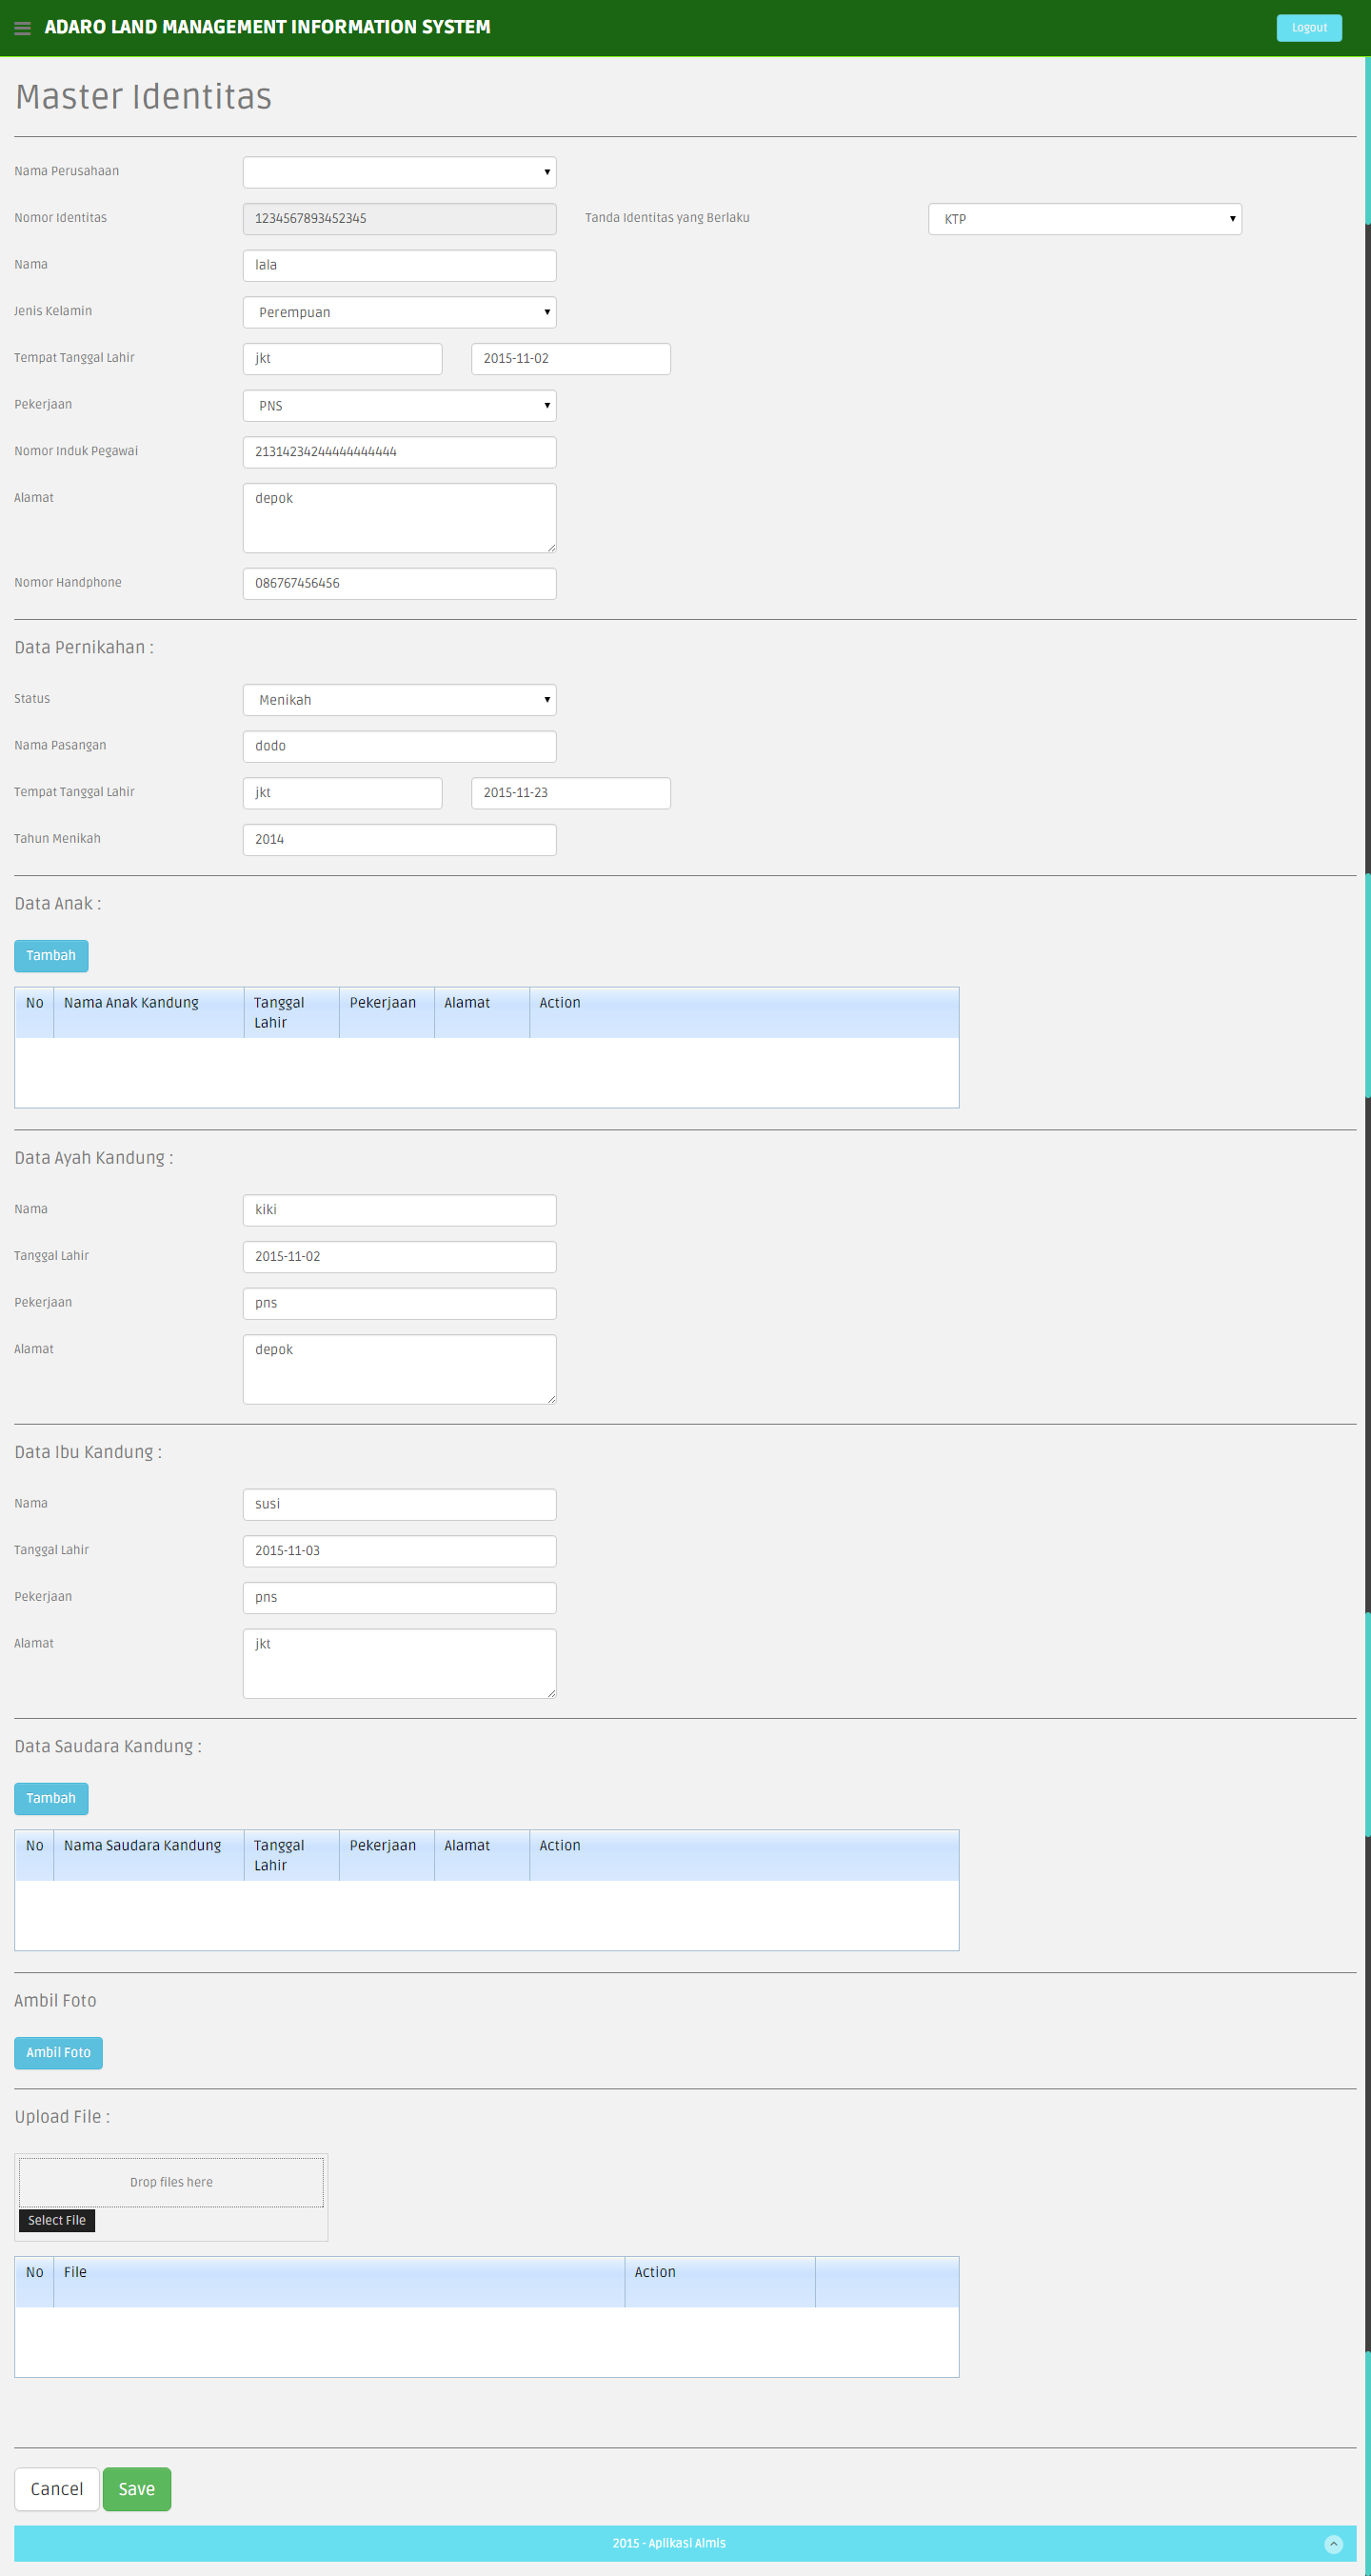 ADARO LAND MANAGEMENT INFORMATION SYSTEM Logout
Master Identitas
Nama Perusahaan
Nomor Identitas 1234567893452345 Tanda Identitas yang Berlaku KTP
Nama lala
Jenis Kelamin Perempuan
Tempat Tanggal Lahir jkt 2015-11-02
Pekerjaan PNS
Nomor Induk Pegawai 21314234244444444444
Alamat depok
Nomor Handphone 086767456456
Data Pernikahan :
Status Menikah
Nama Pasangan dodo
Tempat Tanggal Lahir jkt 2015-11-23
Tahun Menikah 2014
Data Anak :
Tambah
No Nama Anak Kandung Tanggal Lahir Pekerjaan Alamat Action
Data Ayah Kandung :
Nama kiki
Tanggal Lahir 2015-11-02
Pekerjaan pns
Alamat depok
Data Ibu Kandung :
Nama susi
Tanggal Lahir 2015-11-03
Pekerjaan pns
Alamat jkt
Data Saudara Kandung :
Tambah
No Nama Saudara Kandung Tanggal Lahir Pekerjaan Alamat Action
Ambil Foto
Ambil Foto
Upload File :
Drop files here
Select File
No File Action
Cancel Save
2015 - Aplikasi Almis